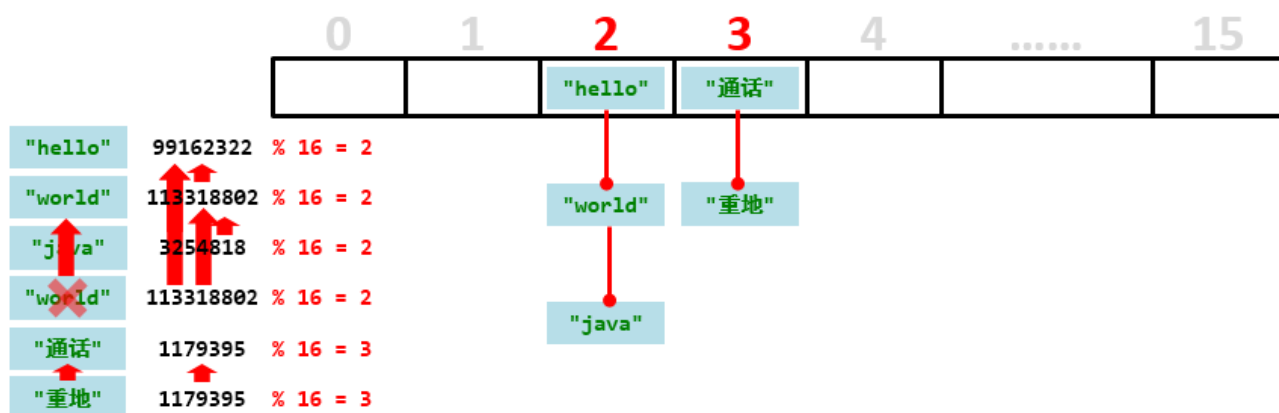 0 1 2 3 4 …… 15
"hello" "通话"
"hello" 99162322 % 16 = 2
"world" 113318802 % 16 = 2 "world" "重地"
"java" 3254818 % 16 = 2
"world" 113318802 % 16 = 2 "java"
"通话" 1179395 % 16 = 3
"重地" 1179395 % 16 = 3